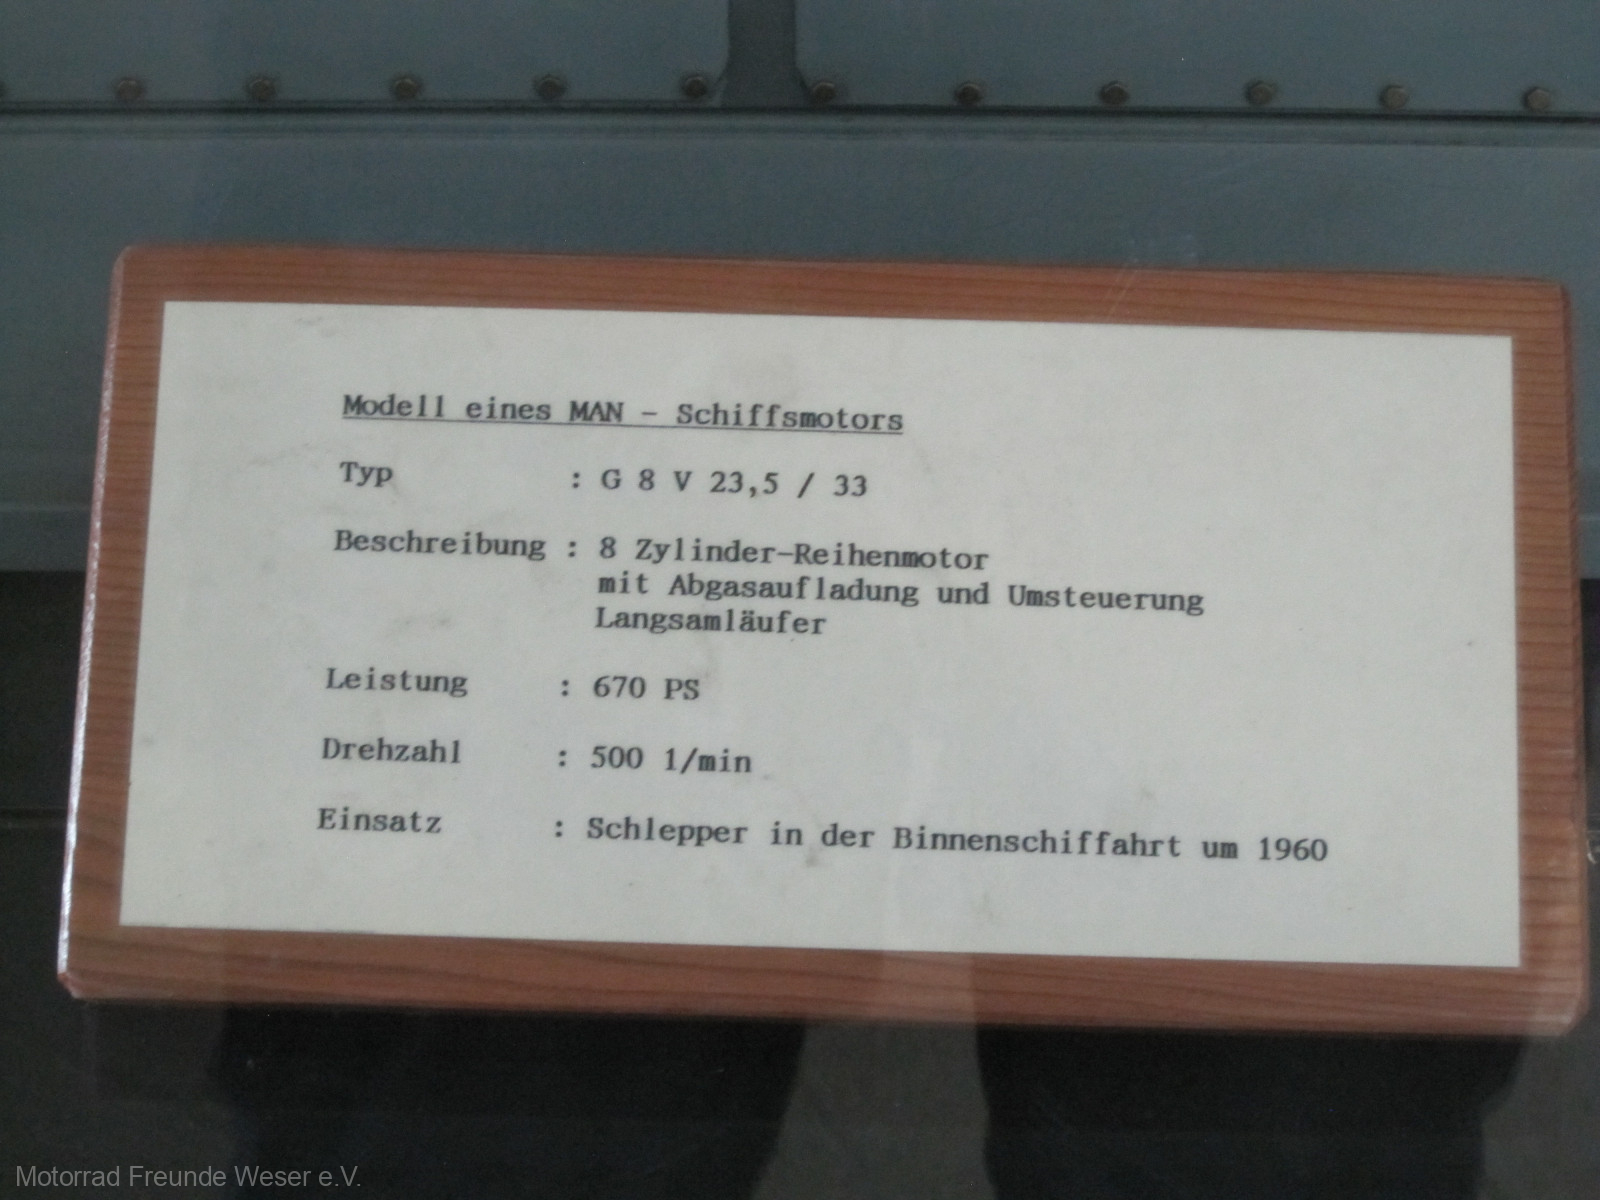 Modell eines MAN - Schiffsmotors
Typ : G 8 V 23,5 / 33
Beschreibung : 8 Zylinder-Reihenmotor
mit Abgasaufladung und Umsteuerung
Langsamläufer
Leistung : 670 PS
Drehzahl : 500 1/min
Einsatz : Schlepper in der Binnenschiffahrt um 1960
Motorrad Freunde Weser e.V.